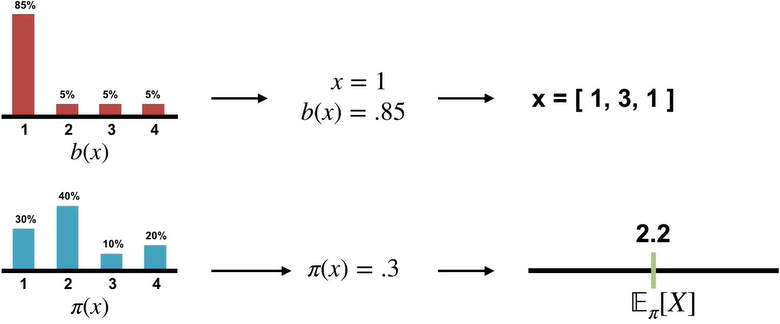 85%
5% 5% 5%
1 2 3 4
b(x)
x = 1
b(x) = .85
x = [ 1, 3, 1 ]
30% 40% 10% 20%
1 2 3 4
π(x)
π(x) = .3
2.2
𝔼π[X]